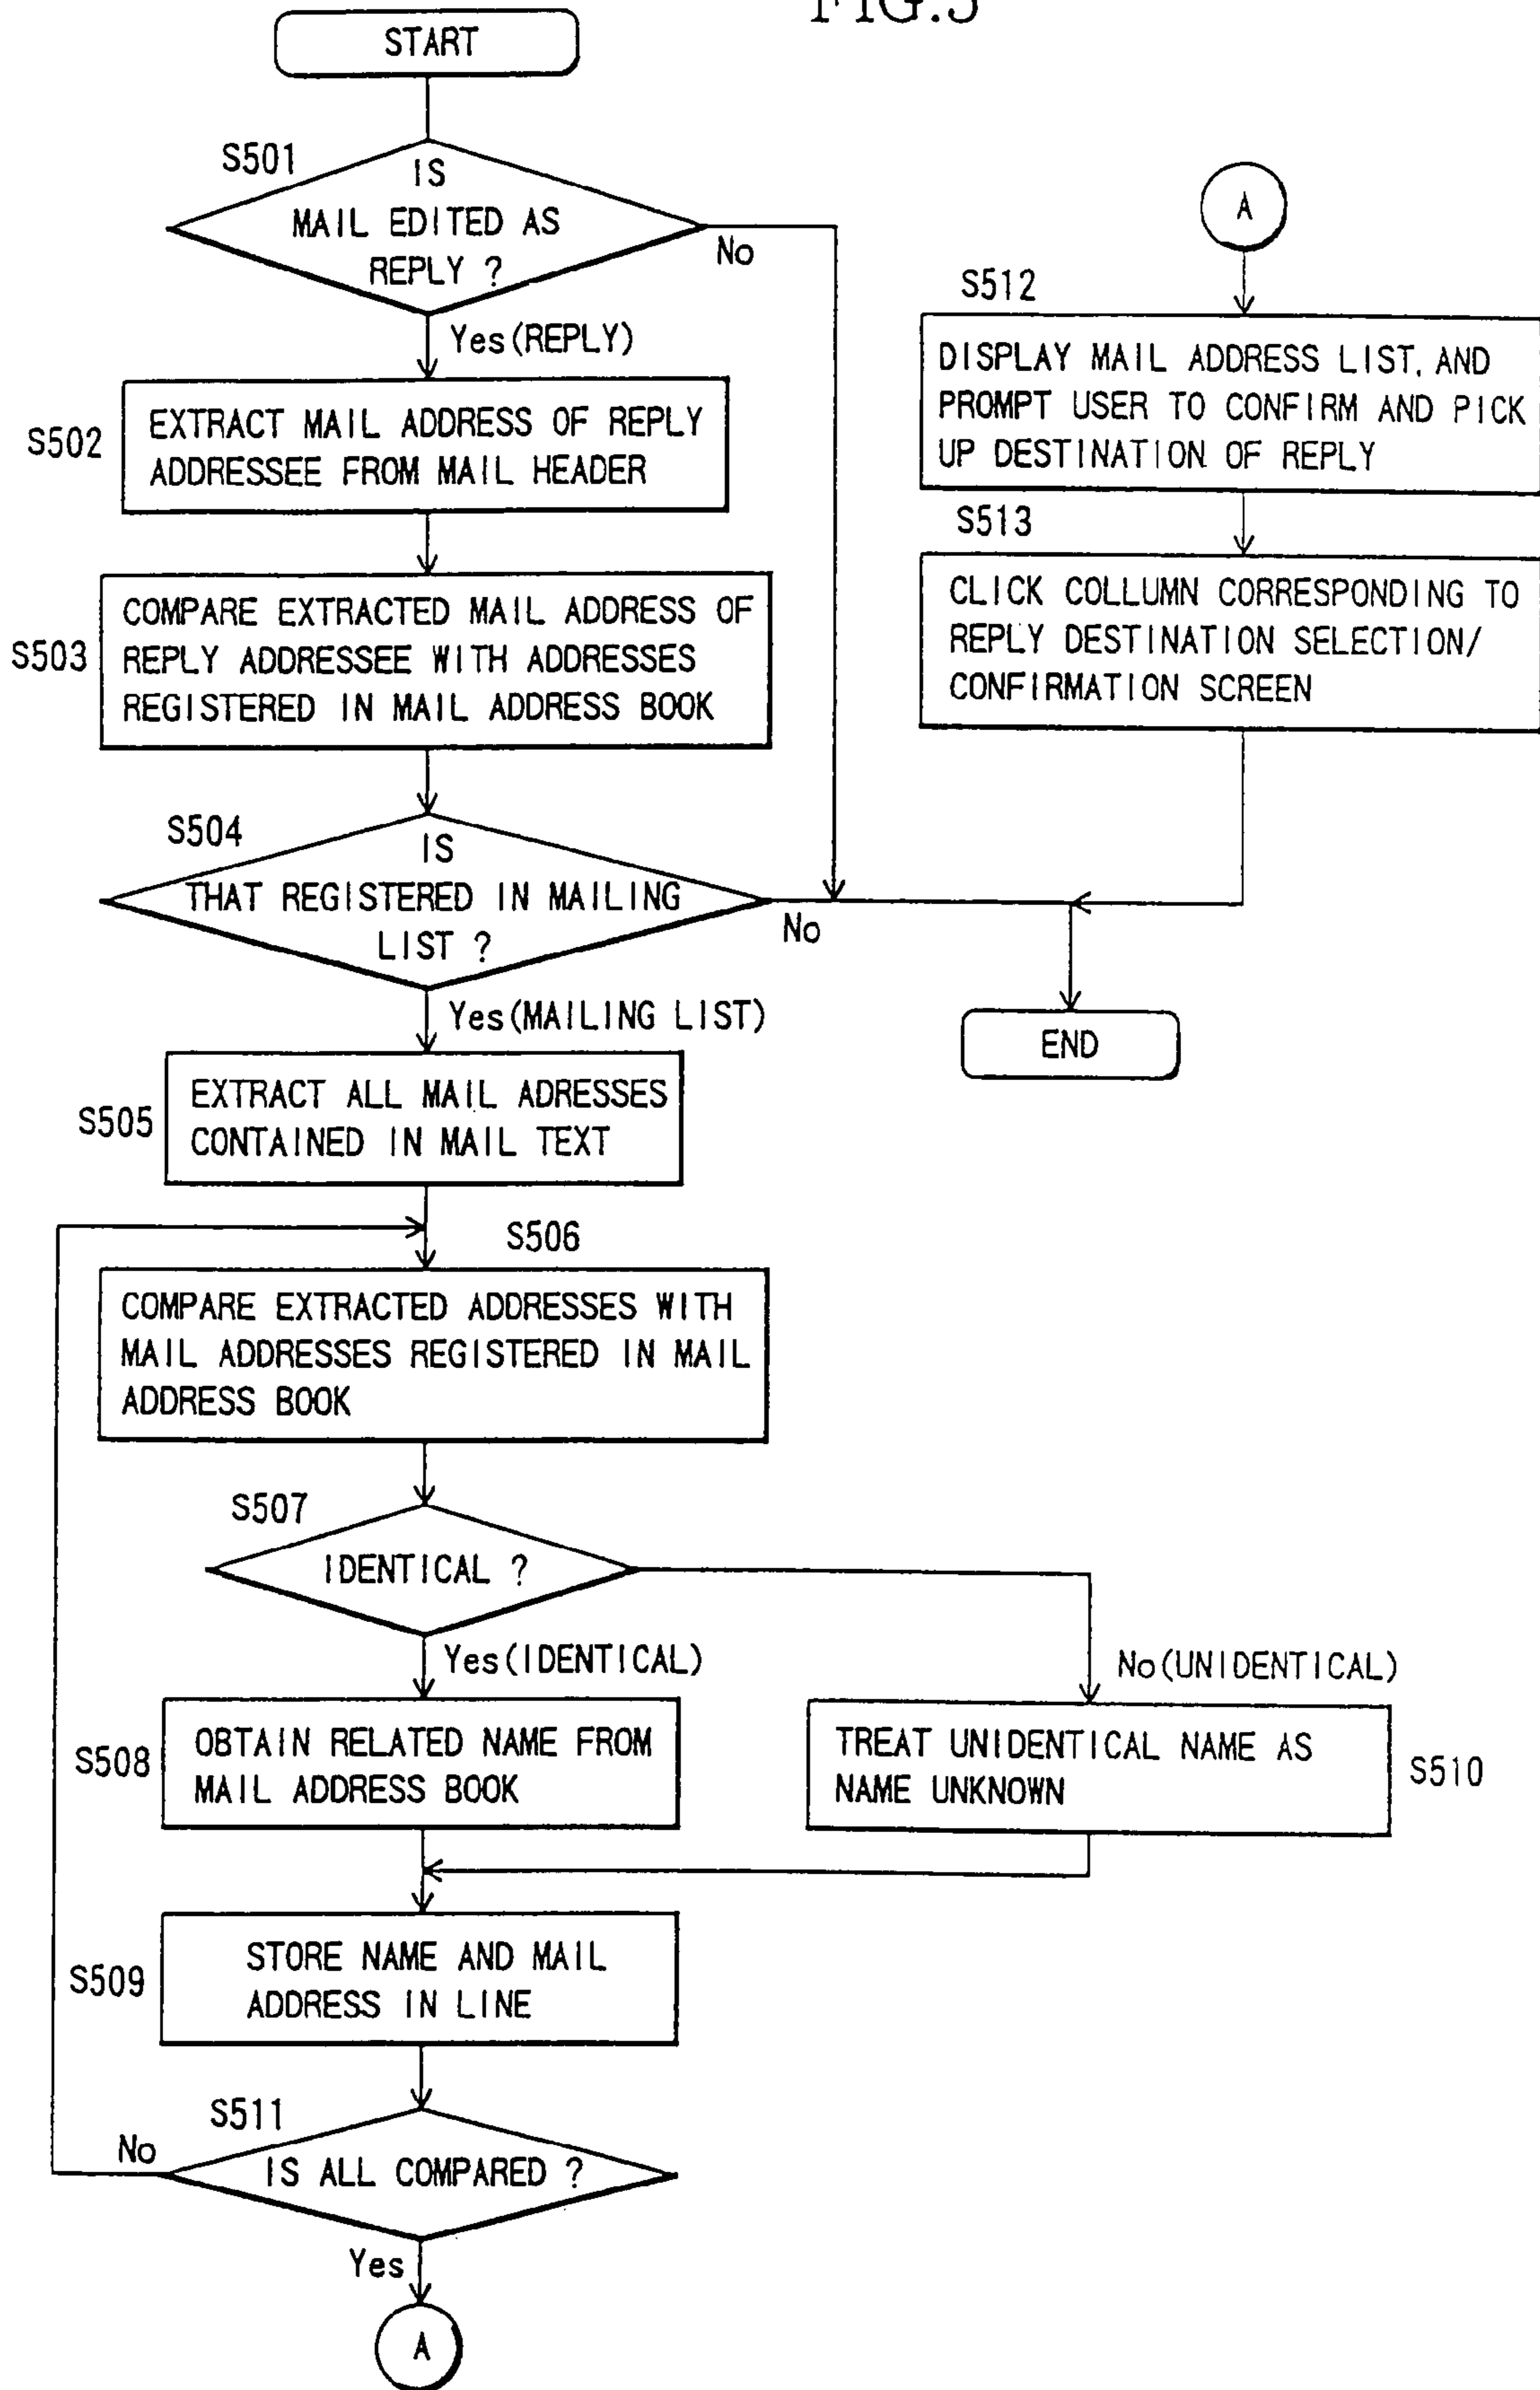 FIG.5
START
S501
IS
MAIL EDITED AS
REPLY ?
No
Yes(REPLY)
S502
EXTRACT MAIL ADDRESS OF REPLY
ADDRESSEE FROM MAIL HEADER
S503
COMPARE EXTRACTED MAIL ADDRESS OF
REPLY ADDRESSEE WITH ADDRESSES
REGISTERED IN MAIL ADDRESS BOOK
S504
IS
THAT REGISTERED IN MAILING
LIST ?
No
Yes(MAILING LIST)
S505
EXTRACT ALL MAIL ADRESSES
CONTAINED IN MAIL TEXT
S506
COMPARE EXTRACTED ADDRESSES WITH
MAIL ADDRESSES REGISTERED IN MAIL
ADDRESS BOOK
S507
IDENTICAL ?
Yes(IDENTICAL)
No(UNIDENTICAL)
S508
OBTAIN RELATED NAME FROM
MAIL ADDRESS BOOK
TREAT UNIDENTICAL NAME AS
NAME UNKNOWN
S510
S509
STORE NAME AND MAIL
ADDRESS IN LINE
S511
No
IS ALL COMPARED ?
Yes
A
A
S512
DISPLAY MAIL ADDRESS LIST, AND
PROMPT USER TO CONFIRM AND PICK
UP DESTINATION OF REPLY
S513
CLICK COLLUMN CORRESPONDING TO
REPLY DESTINATION SELECTION/
CONFIRMATION SCREEN
END